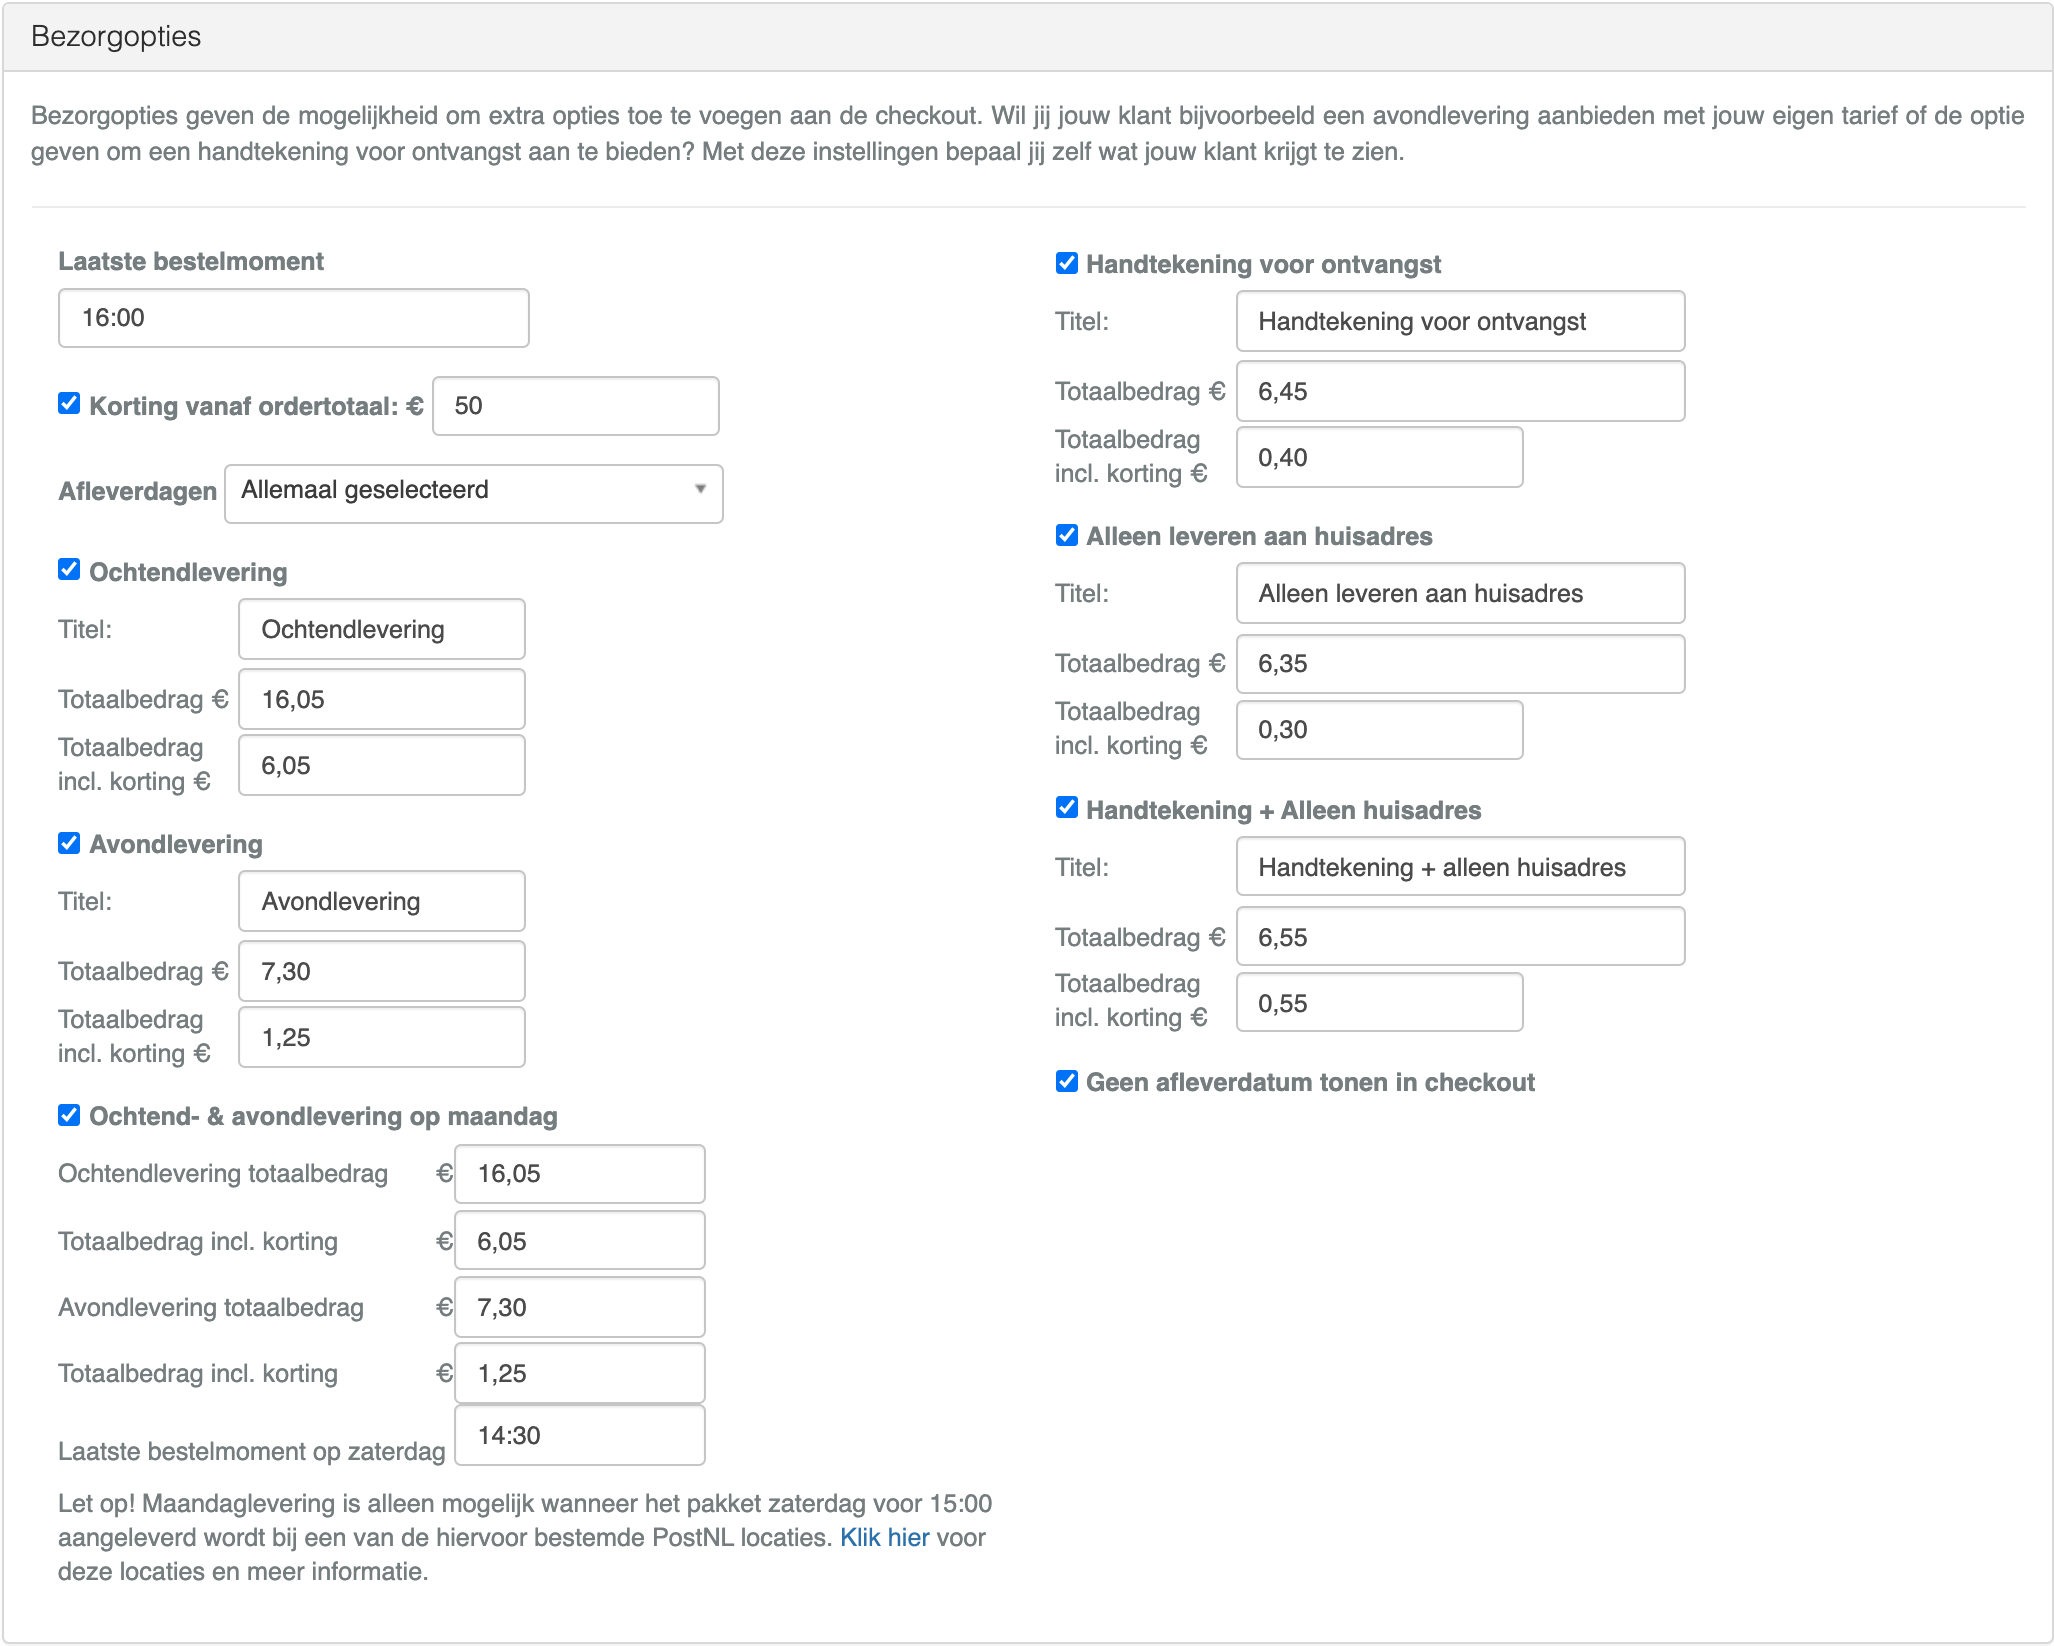 Bezorgopties
Bezorgopties geven de mogelijkheid om extra opties toe te voegen aan de checkout. Wil jij jouw klant bijvoorbeeld een avondlevering aanbieden met jouw eigen tarief of de optie
geven om een handtekening voor ontvangst aan te bieden? Met deze instellingen bepaal jij zelf wat jouw klant krijgt te zien.
Laatste bestelmoment
16:00
Korting vanaf ordertotaal: € 50
Afleverdagen Allemaal geselecteerd
Ochtendlevering
Titel: Ochtendlevering
Totaalbedrag € 16,05
Totaalbedrag
incl. korting € 6,05
Avondlevering
Titel: Avondlevering
Totaalbedrag € 7,30
Totaalbedrag
incl. korting € 1,25
Ochtend- & avondlevering op maandag
Ochtendlevering totaalbedrag € 16,05
Totaalbedrag incl. korting € 6,05
Avondlevering totaalbedrag € 7,30
Totaalbedrag incl. korting € 1,25
Laatste bestelmoment op zaterdag 14:30
Let op! Maandaglevering is alleen mogelijk wanneer het pakket zaterdag voor 15:00
aangeleverd wordt bij een van de hiervoor bestemde PostNL locaties. Klik hier voor
deze locaties en meer informatie.
Handtekening voor ontvangst
Titel: Handtekening voor ontvangst
Totaalbedrag € 6,45
Totaalbedrag
incl. korting € 0,40
Alleen leveren aan huisadres
Titel: Alleen leveren aan huisadres
Totaalbedrag € 6,35
Totaalbedrag
incl. korting € 0,30
Handtekening + Alleen huisadres
Titel: Handtekening + alleen huisadres
Totaalbedrag € 6,55
Totaalbedrag
incl. korting € 0,55
Geen afleverdatum tonen in checkout